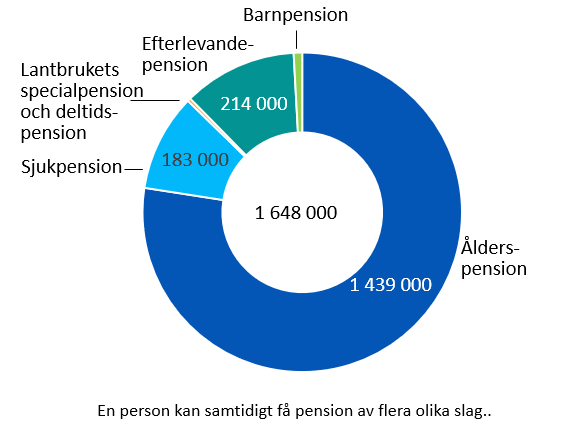 Barnpension
Efterlevande-
pension
Lantbrukets
specialpension
och deltids-
pension
214 000
183 000
Sjukpension
1 648 000
Ålders-
pension
1 439 000
En person kan samtidigt få pension av flera olika slag..